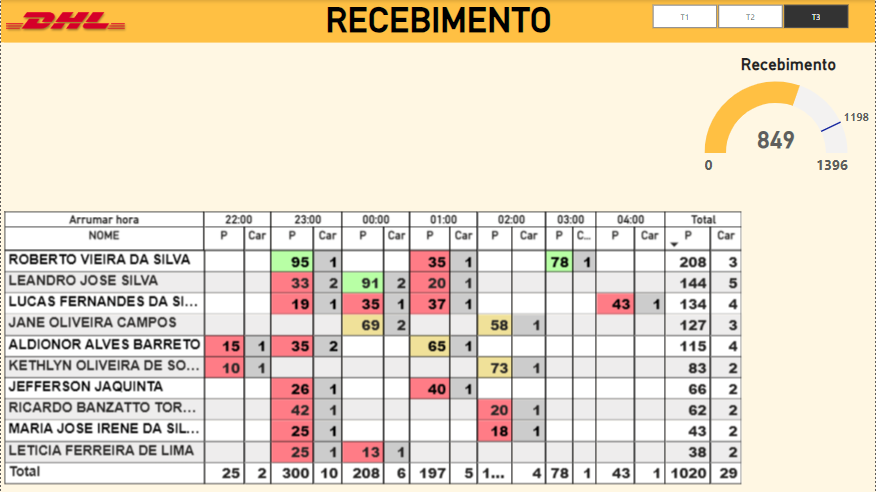 DHL
RECEBIMENTO
T1 T2 T3
Recebimento
1198
849
0 1396
Arrumar hora 22:00 23:00 00:00 01:00 02:00 03:00 04:00 Total
NOME P Car P Car P Car P Car P Car P C... P Car P Car
ROBERTO VIEIRA DA SILVA 95 1 35 1 78 1 208 3
LEANDRO JOSE SILVA 33 2 91 2 20 1 144 5
LUCAS FERNANDES DA SI... 19 1 35 1 37 1 43 1 134 4
JANE OLIVEIRA CAMPOS 69 2 58 1 127 3
ALDIONOR ALVES BARRETO 15 1 35 2 65 1 115 4
KETHLYN OLIVEIRA DE SO... 10 1 73 1 83 2
JEFFERSON JAQUINTA 26 1 40 1 66 2
RICARDO BANZATTO TOR... 42 1 20 1 62 2
MARIA JOSE IRENE DA SIL... 25 1 18 1 43 2
LETICIA FERREIRA DE LIMA 25 1 13 1 38 2
Total 25 2 300 10 208 6 197 5 1... 4 78 1 43 1 1020 29